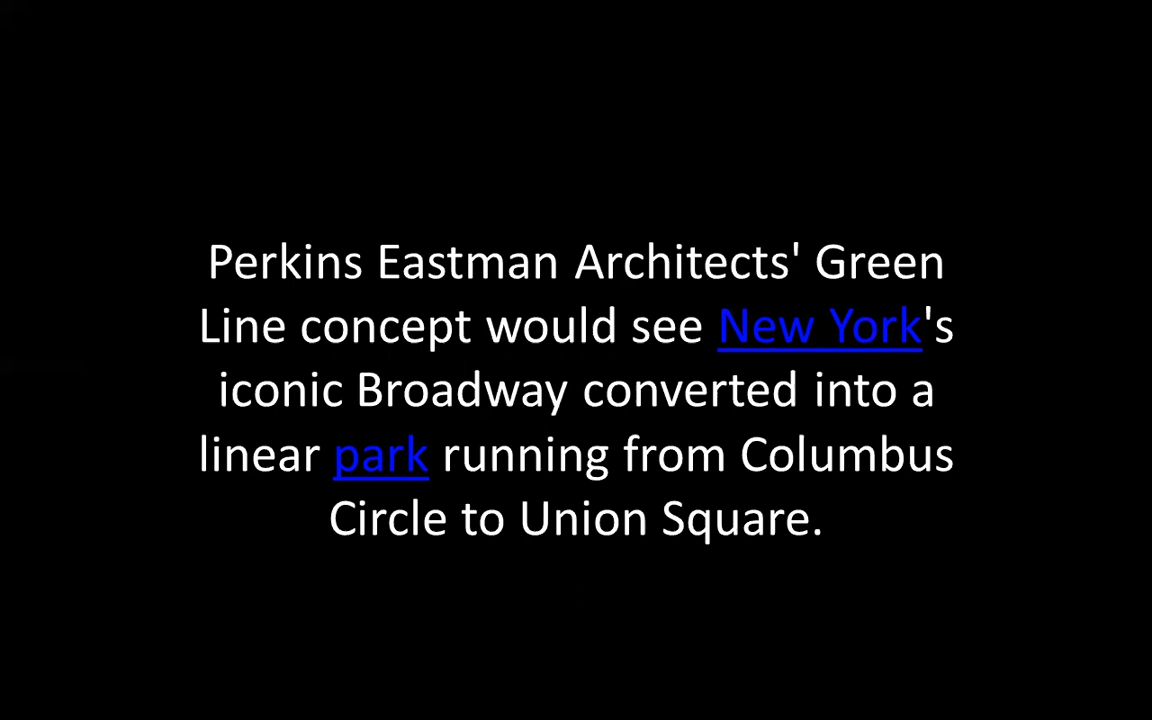 Perkins Eastman Architects' Green
Line concept would see New York's
iconic Broadway converted into a
linear park running from Columbus
Circle to Union Square.